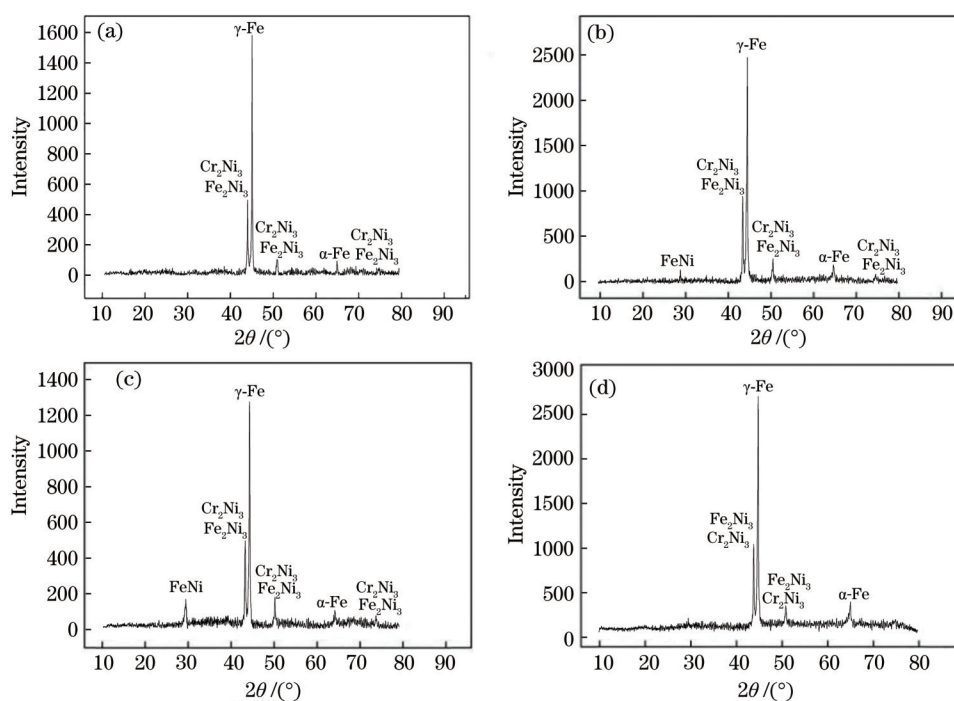 (a)
γ-Fe
1600
1400
1200
1000
800
600
400
200
0
Intensity
Cr₂Ni₃
Fe₂Ni₃
Cr₂Ni₃
Fe₂Ni₃
α-Fe
Cr₂Ni₃
Fe₂Ni₃
10 20 30 40 50 60 70 80 90
2θ /(°)
(b)
γ-Fe
2500
2000
1500
1000
500
0
Intensity
Cr₂Ni₃
Fe₂Ni₃
FeNi
Cr₂Ni₃
Fe₂Ni₃
α-Fe
Cr₂Ni₃
Fe₂Ni₃
10 20 30 40 50 60 70 80 90
2θ /(°)
(c)
γ-Fe
1400
1200
1000
800
600
400
200
0
Intensity
Cr₂Ni₃
Fe₂Ni₃
FeNi
Cr₂Ni₃
Fe₂Ni₃
α-Fe
Cr₂Ni₃
Fe₂Ni₃
10 20 30 40 50 60 70 80 90
2θ /(°)
(d)
γ-Fe
3000
2500
2000
1500
1000
500
0
Intensity
Fe₂Ni₃
Cr₂Ni₃
Fe₂Ni₃
Cr₂Ni₃
α-Fe
10 20 30 40 50 60 70 80 90
2θ /(°)